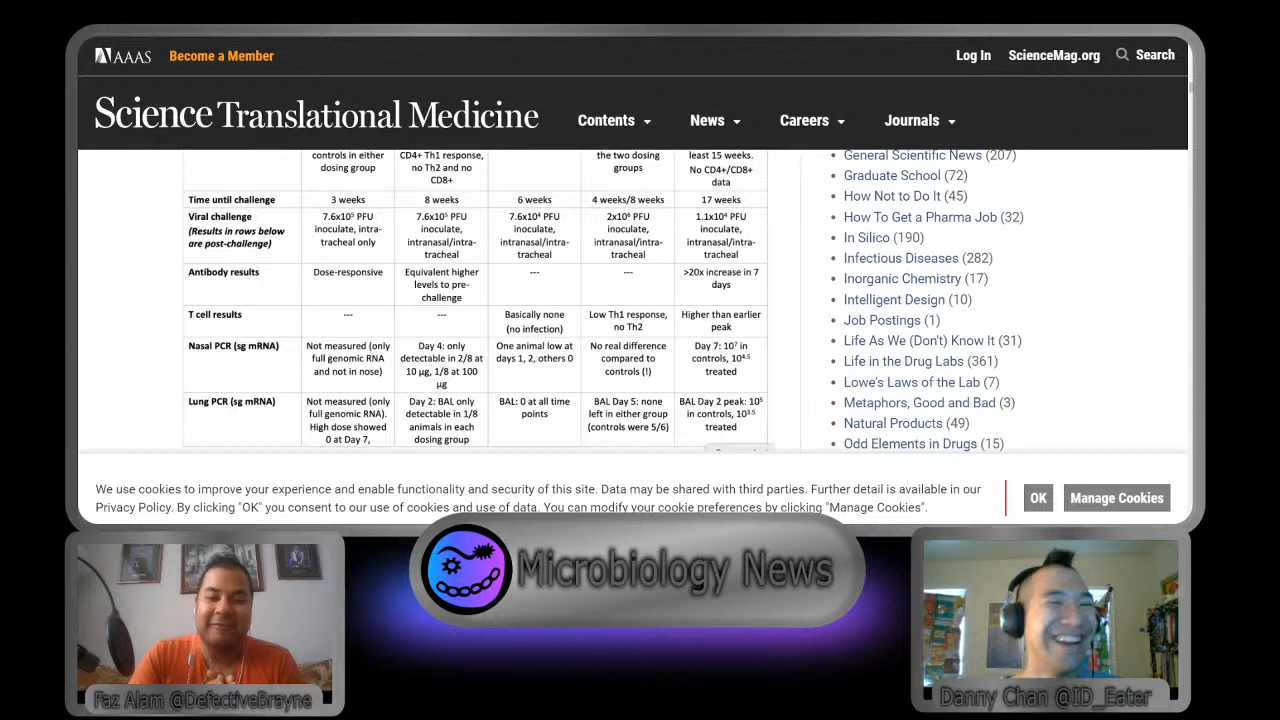 AAAS Become a Member Log In ScienceMag.org Search
Science Translational Medicine Contents News Careers Journals
controls in either dosing group
CD4+ Th1 response, no Th2 and no CD8+
the two dosing groups
least 15 weeks. No CD4+/CD8+ data
Time until challenge 3 weeks 8 weeks 6 weeks 4 weeks/8 weeks 17 weeks
Viral challenge
(Results in rows below
are post-challenge)
7.6x10⁵ PFU inoculate, intra-tracheal only
7.6x10⁵ PFU inoculate, intranasal/intra-tracheal
7.6x10⁴ PFU inoculate, intranasal/intra-tracheal
2x10⁶ PFU inoculate, intranasal/intra-tracheal
1.1x10⁴ PFU inoculate, intranasal/intra-tracheal
Antibody results
Dose-responsive
Equivalent higher levels to pre-challenge
---
---
>20x increase in 7 days
T cell results
---
---
Basically none (no infection)
Low Th1 response, no Th2
Higher than earlier peak
Nasal PCR (sg mRNA)
Not measured (only full genomic RNA and not in nose)
Day 4: only detectable in 2/8 at 10 µg, 1/8 at 100 µg
One animal low at days 1, 2, others 0
No real difference compared to controls (!)
Day 7: 10⁷ in controls, 10⁴·⁵ treated
Lung PCR (sg mRNA)
Not measured (only full genomic RNA). High dose showed 0 at Day 7,
Day 2: BAL only detectable in 1/8 animals in each dosing group
BAL: 0 at all time points
BAL Day 5: none left in either group (controls were 5/6)
BAL Day 2 peak: 10⁵ in controls, 10³·⁵ treated
General Scientific News (207)
Graduate School (72)
How Not to Do It (45)
How To Get a Pharma Job (32)
In Silico (190)
Infectious Diseases (282)
Inorganic Chemistry (17)
Intelligent Design (10)
Job Postings (1)
Life As We (Don't) Know It (31)
Life in the Drug Labs (361)
Lowe's Laws of the Lab (7)
Metaphors, Good and Bad (3)
Natural Products (49)
Odd Elements in Drugs (15)
We use cookies to improve your experience and enable functionality and security of this site. Data may be shared with third parties. Further detail is available in our
Privacy Policy. By clicking "OK" you consent to our use of cookies and use of data. You can modify your cookie preferences by clicking "Manage Cookies".
OK Manage Cookies
Microbiology News
Faz Alam @DefectiveBrayne
Danny Chan @ID_Eater